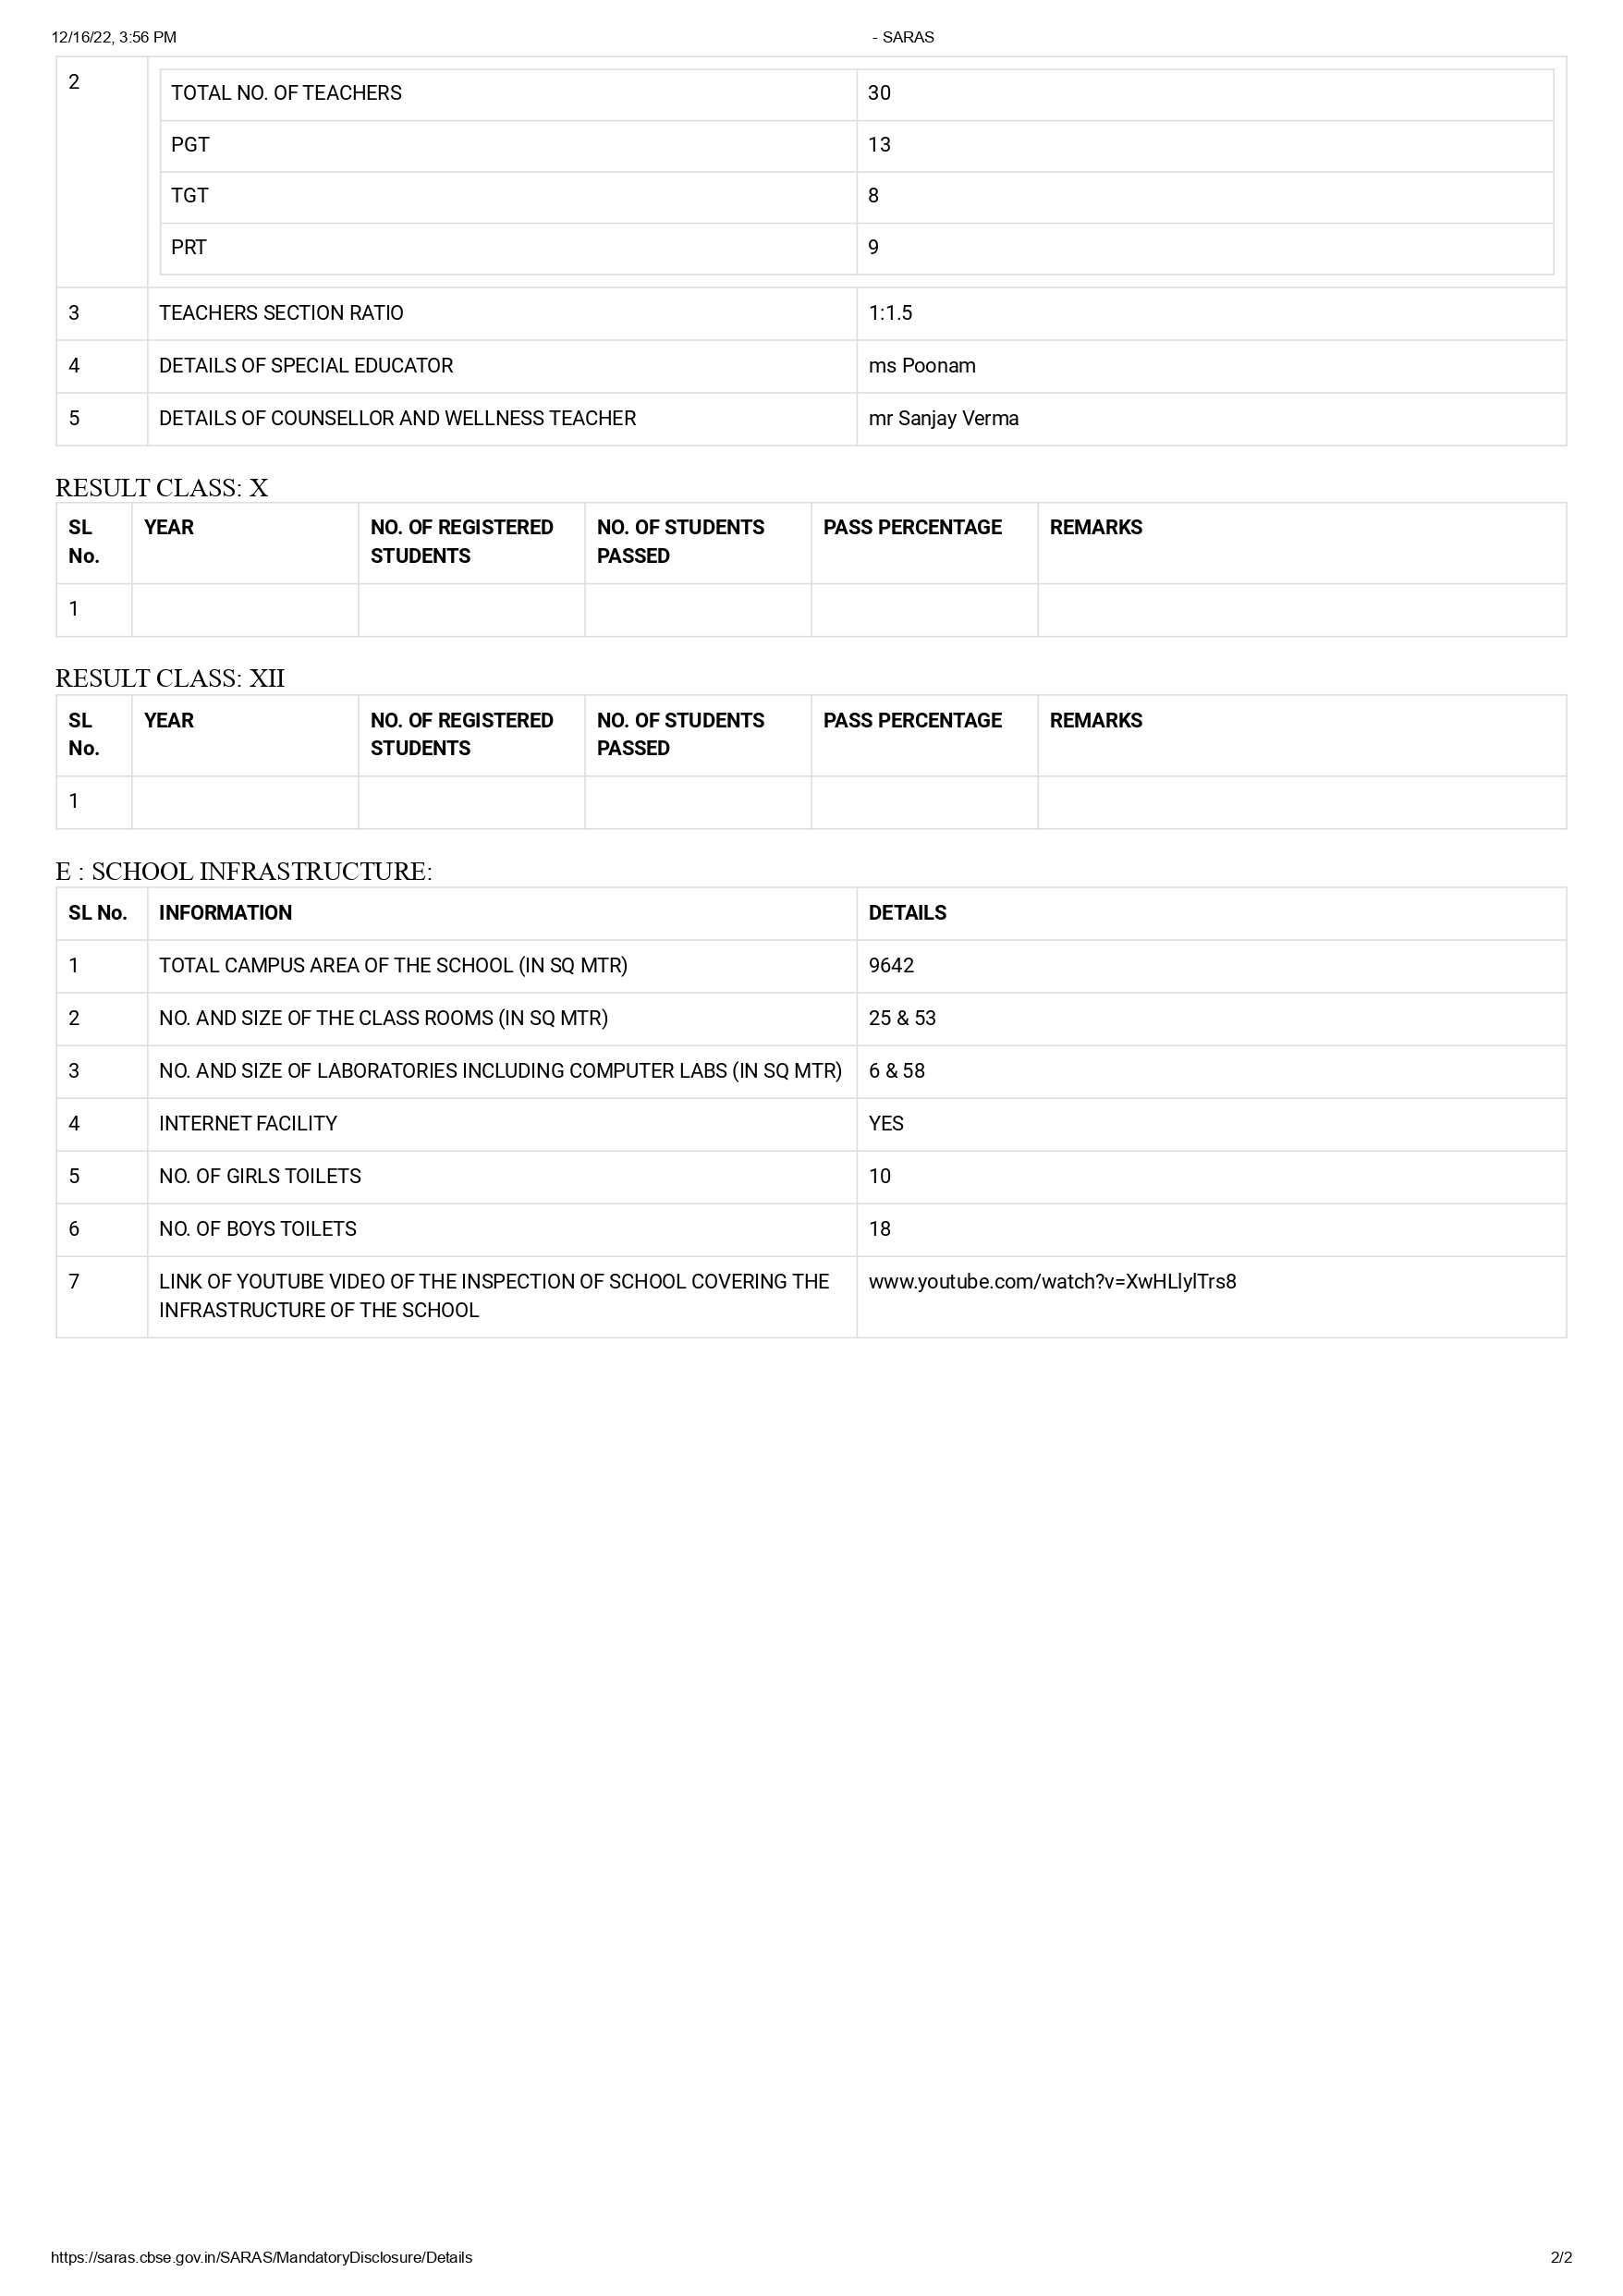 12/16/22, 3:56 PM - SARAS
2 TOTAL NO. OF TEACHERS 30
PGT 13
TGT 8
PRT 9
3 TEACHERS SECTION RATIO 1:1.5
4 DETAILS OF SPECIAL EDUCATOR ms Poonam
5 DETAILS OF COUNSELLOR AND WELLNESS TEACHER mr Sanjay Verma
RESULT CLASS: X
SL No. YEAR NO. OF REGISTERED STUDENTS NO. OF STUDENTS PASSED PASS PERCENTAGE REMARKS
1
RESULT CLASS: XII
SL No. YEAR NO. OF REGISTERED STUDENTS NO. OF STUDENTS PASSED PASS PERCENTAGE REMARKS
1
E : SCHOOL INFRASTRUCTURE:
SL No. INFORMATION DETAILS
1 TOTAL CAMPUS AREA OF THE SCHOOL (IN SQ MTR) 9642
2 NO. AND SIZE OF THE CLASS ROOMS (IN SQ MTR) 25 & 53
3 NO. AND SIZE OF LABORATORIES INCLUDING COMPUTER LABS (IN SQ MTR) 6 & 58
4 INTERNET FACILITY YES
5 NO. OF GIRLS TOILETS 10
6 NO. OF BOYS TOILETS 18
7 LINK OF YOUTUBE VIDEO OF THE INSPECTION OF SCHOOL COVERING THE www.youtube.com/watch?v=XwHLlylTrs8
INFRASTRUCTURE OF THE SCHOOL
https://saras.cbse.gov.in/SARAS/MandatoryDisclosure/Details 2/2